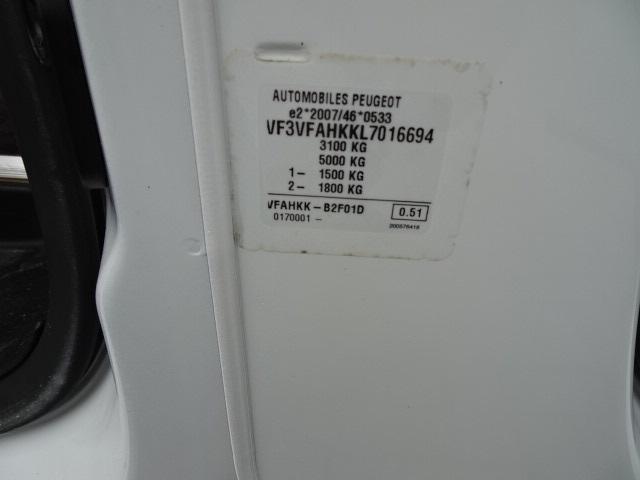 AUTOMOBILES PEUGEOT
e2*2007/46*0533
VF3VFAHKKL7016694
3100 KG
5000 KG
1- 1500 KG
2- 1800 KG
VFAHKK - B2F01D 0.51
0170001 - 200576419